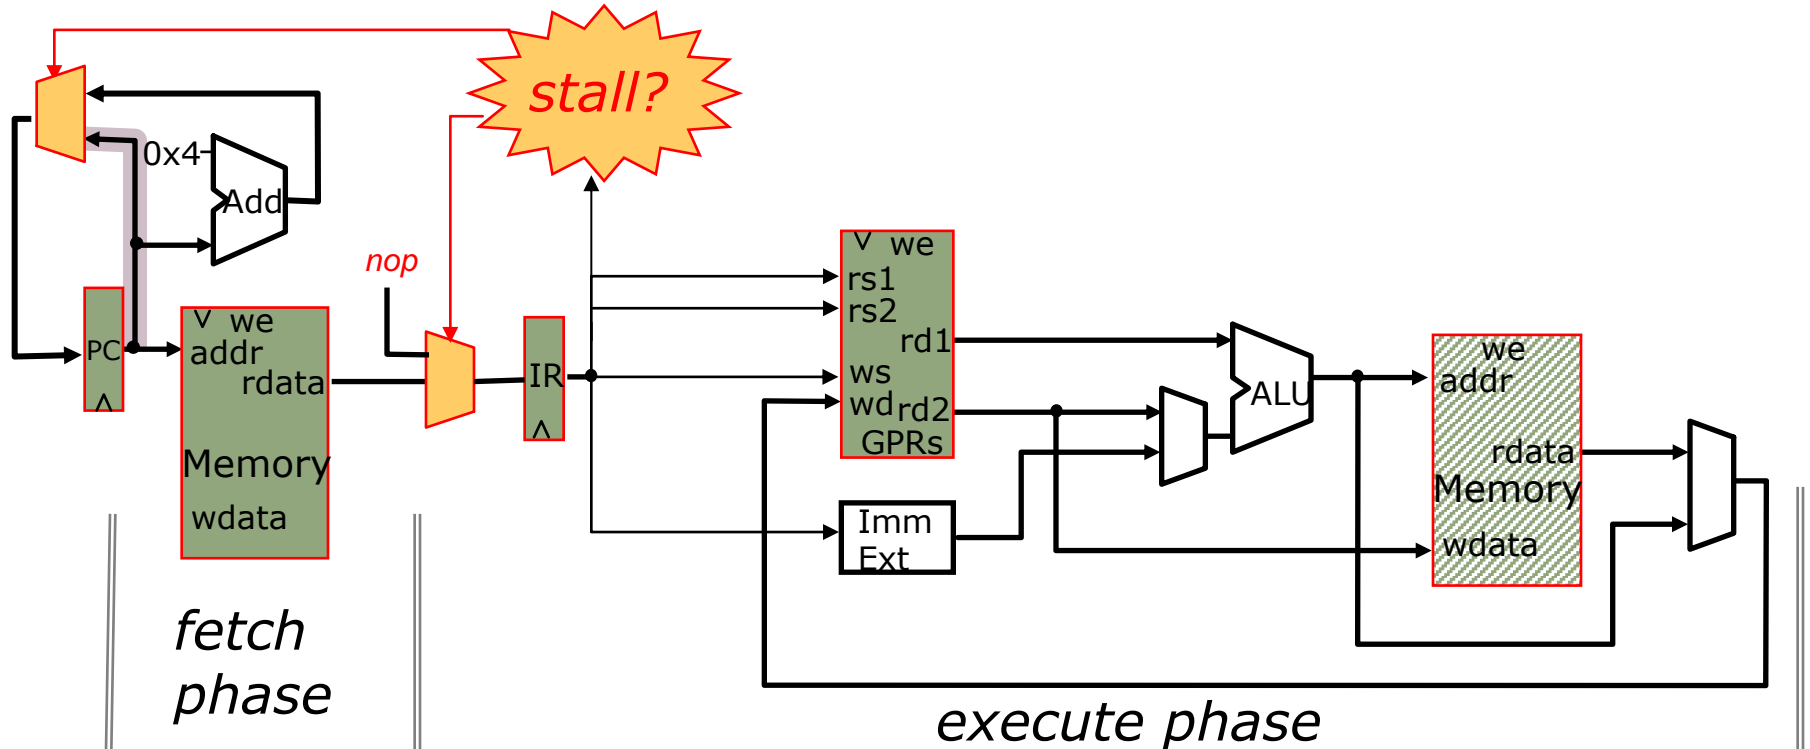 stall?
0x4
Add
nop
PC
we
addr
rdata
Memory
wdata
IR
we
rs1
rs2
rd1
ws
wd
rd2
GPRs
Imm
Ext
ALU
we
addr
rdata
Memory
wdata
fetch
phase
execute phase